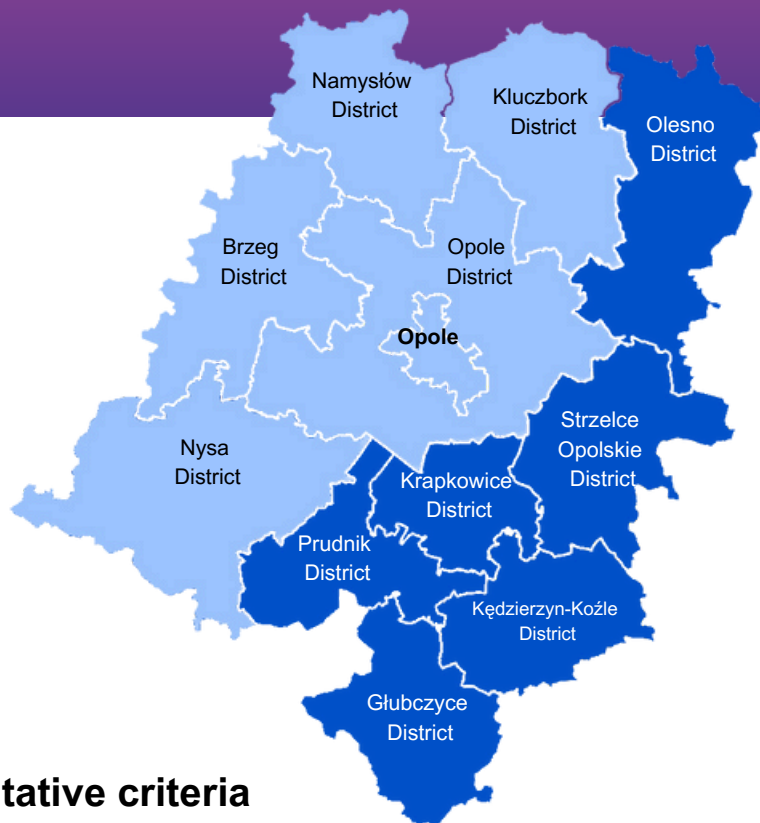 Namysłów
District
Kluczbork
District
Olesno
District
Brzeg
District
Opole
District
Opole
Nysa
District
Strzelce
Opolskie
District
Krapkowice
District
Prudnik
District
Kędzierzyn-Koźle
District
Głubczyce
District
tative criteria